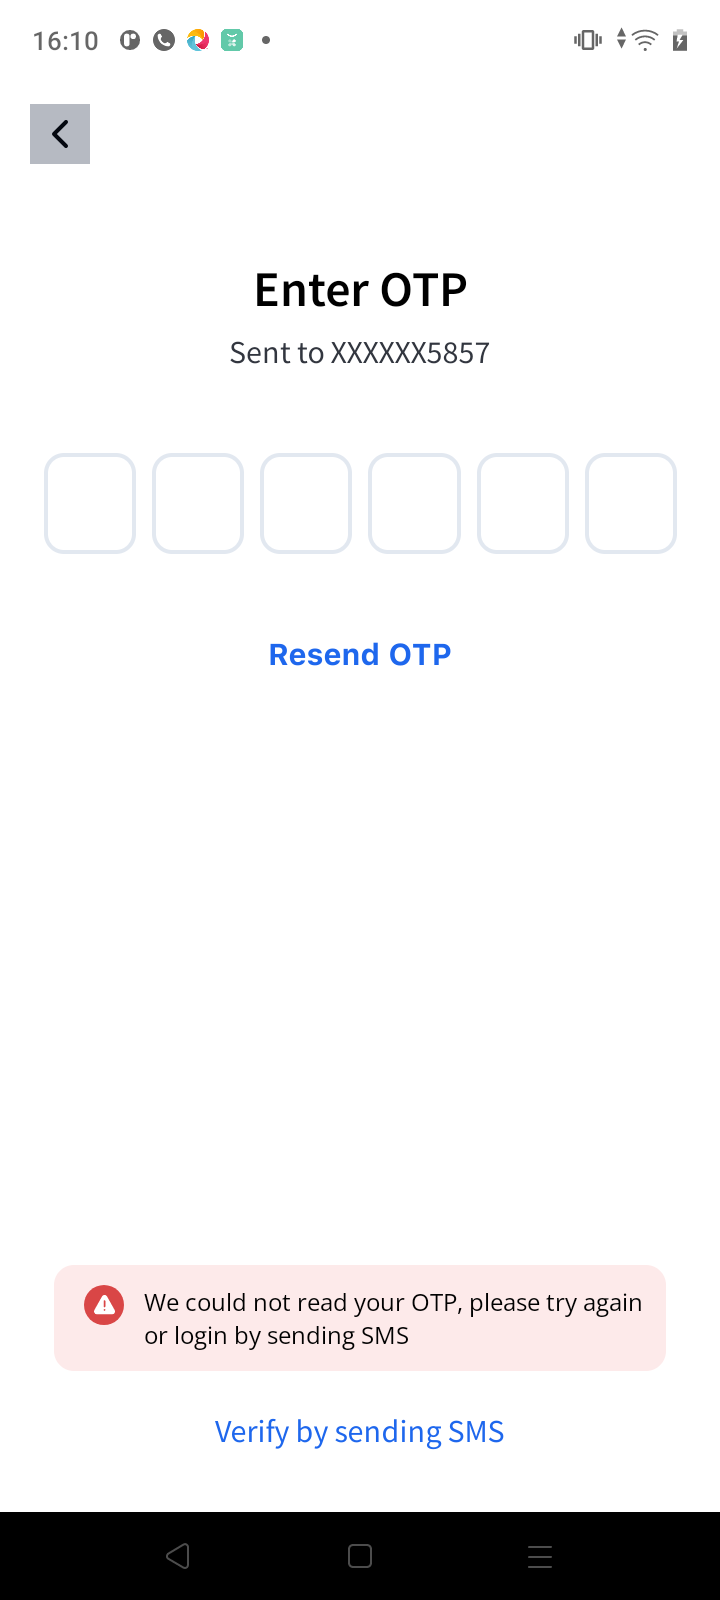 16:10
Enter OTP
Sent to XXXXXX5857
Resend OTP
We could not read your OTP, please try again
or login by sending SMS
Verify by sending SMS